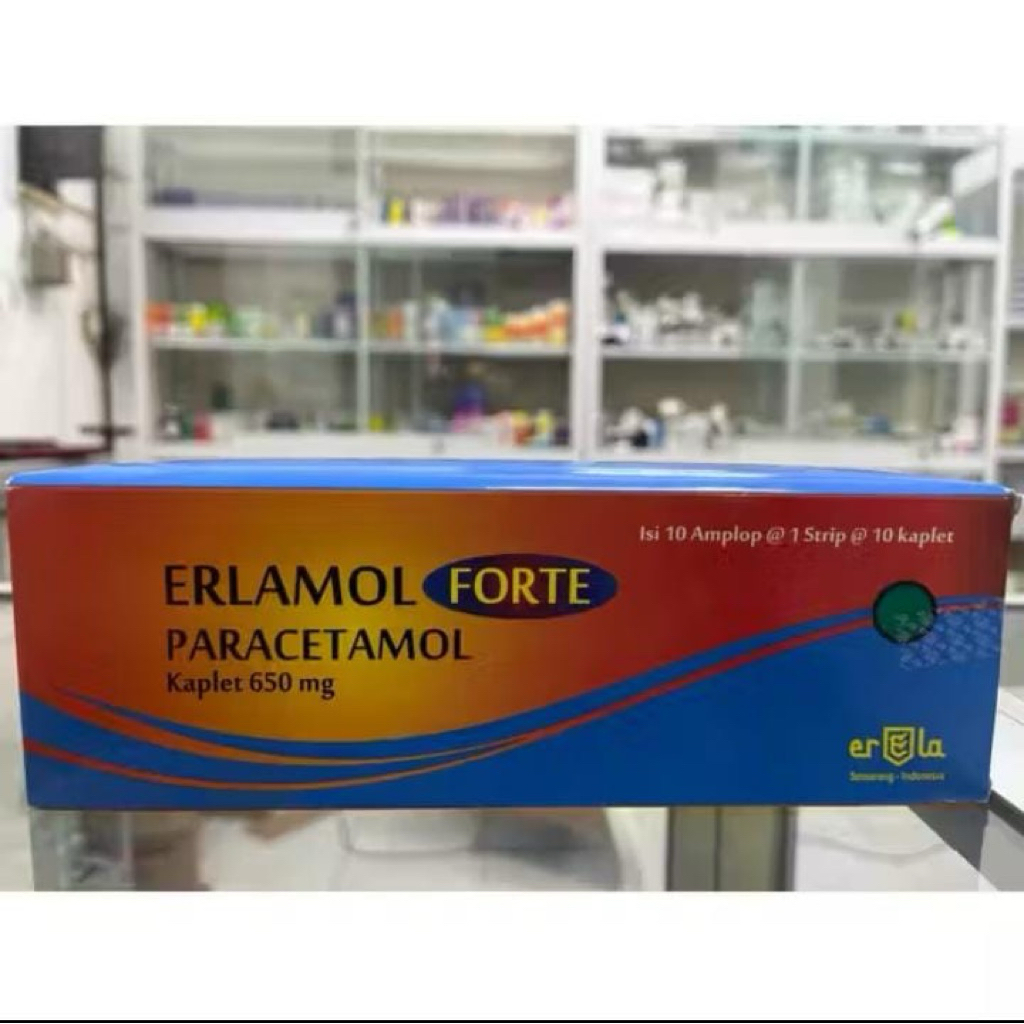 Isi 10 Amplop @ 1 Strip @ 10 kaplet
ERLAMOL FORTE
PARACETAMOL
Kaplet 650 mg
erela
Semarang - Indonesia